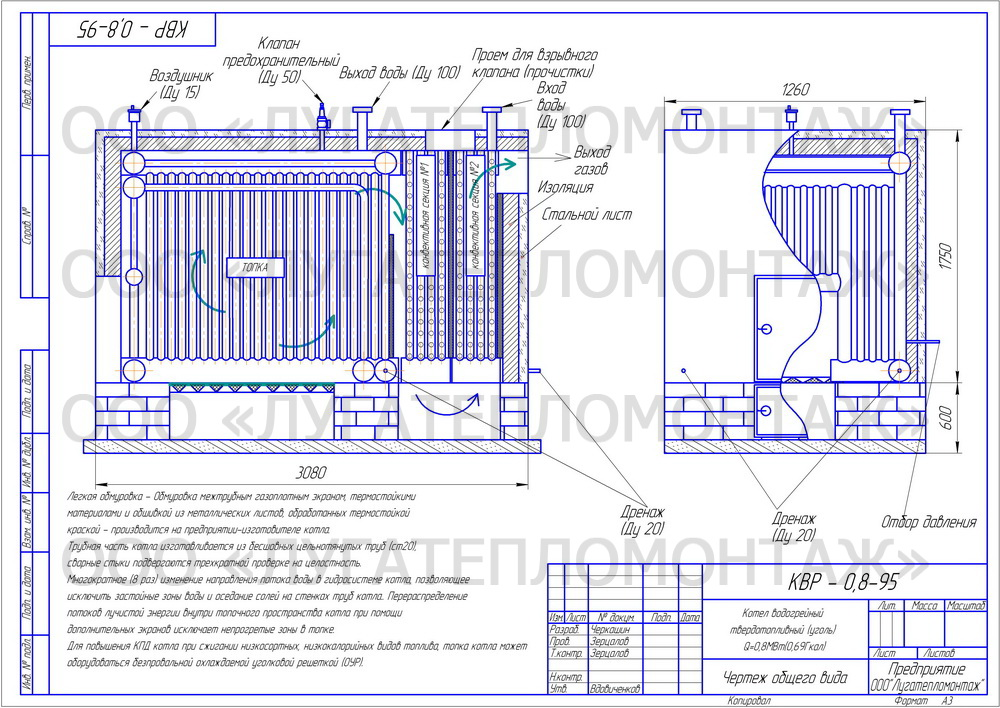 КВР - 0,8-95
Перв. примен.
Справ. №
Подп. и дата
Инв. № дубл.
Взам. инв. №
Подп. и дата
Инв. № подл.
Воздушник
(Ду 15)
Клапан
предохранительный
(Ду 50)
Выход воды (Ду 100)
Проем для взрывного
клапана (прочистки)
Вход
воды
(Ду 100)
Выход
газов
Изоляция
Стальной лист
ООО «ЛУГАТЕПЛОМОНТАЖ»
ООО «ЛУГАТЕПЛОМОНТАЖ»
ООО «ЛУГАТЕПЛОМОНТАЖ»
ООО «ЛУГАТЕПЛОМОНТАЖ»
ТОПКА
конвективная секция №1
конвективная секция №2
3080
1260
1750
600
Дренаж
(Ду 20)
Дренаж
(Ду 20)
Отбор давления
Легкая обмуровка - Обмуровка межтрубным газоплотным экраном, термостойкими
материалами и обшивкой из металлических листов, обработанных термостойкой
краской - производится на предприятии-изготовителе котла.
Трубная часть котла изготавливается из бесшовных цельнотянутых труб (ст20),
сварные стыки подвергаются трехкратной проверке на целостность.
Многократное (8 раз) изменение направления потока воды в гидросистеме котла, позволяющее
исключить застойные зоны воды и оседание солей на стенках труб котла. Перераспределение
потоков лучистой энергии внутри топочного пространства котла при помощи
дополнительных экранов исключает непрогретые зоны в топке.
Для повышения КПД котла при сжигании низкосортных, низкокалорийных видов топлива, топка котла может
оборудоваться беспровальной охлаждаемой уголковой решеткой (ОУР).
КВР - 0,8-95
Изм. Лист № докум. Подп. Дата
Разраб. Черкашин
Пров. Зерцалов
Т.контр. Зерцалов
Н.контр.
Утв. Вдовиченков
Котел водогрейный
твердотопливный (уголь)
Q=0,8МВт(0,69Гкал)
Лит. Масса Масштаб
Лист Листов
Чертеж общего вида
Предприятие
ООО"Лугатепломонтаж"
Копировал Формат А3